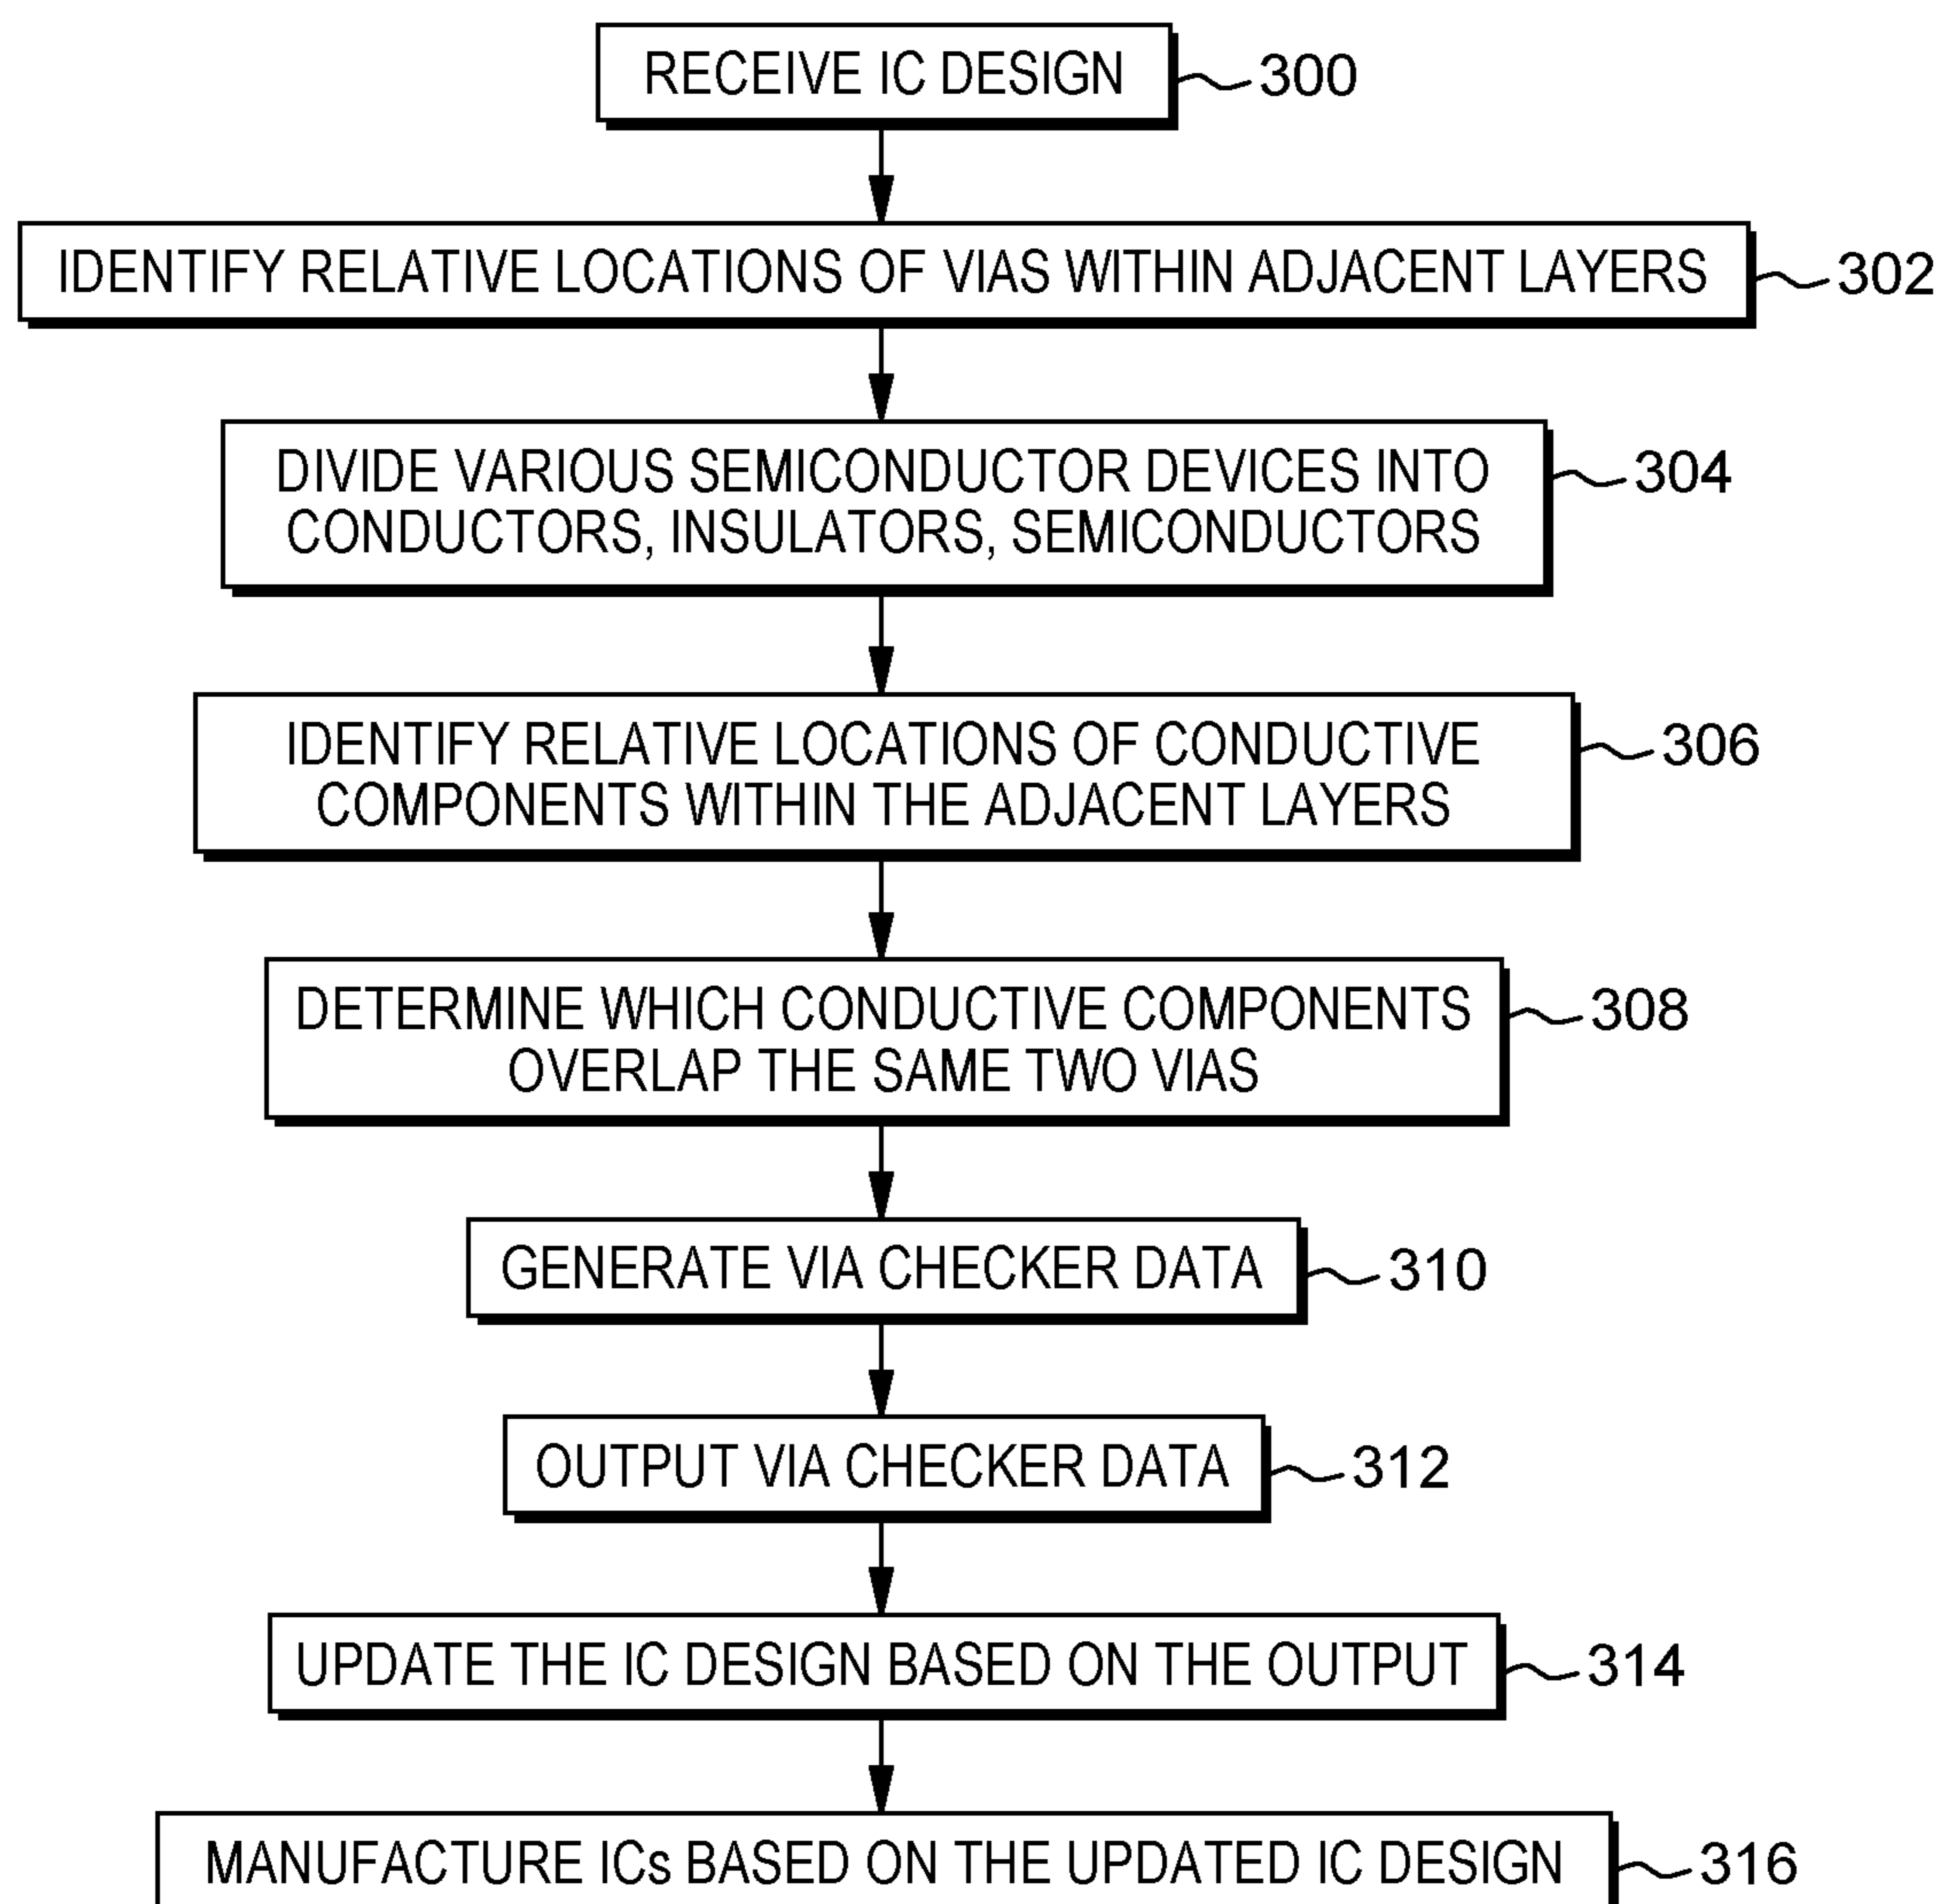 RECEIVE IC DESIGN
300
IDENTIFY RELATIVE LOCATIONS OF VIAS WITHIN ADJACENT LAYERS
302
DIVIDE VARIOUS SEMICONDUCTOR DEVICES INTO
CONDUCTORS, INSULATORS, SEMICONDUCTORS
304
IDENTIFY RELATIVE LOCATIONS OF CONDUCTIVE
COMPONENTS WITHIN THE ADJACENT LAYERS
306
DETERMINE WHICH CONDUCTIVE COMPONENTS
OVERLAP THE SAME TWO VIAS
308
GENERATE VIA CHECKER DATA
310
OUTPUT VIA CHECKER DATA
312
UPDATE THE IC DESIGN BASED ON THE OUTPUT
314
MANUFACTURE ICs BASED ON THE UPDATED IC DESIGN
316